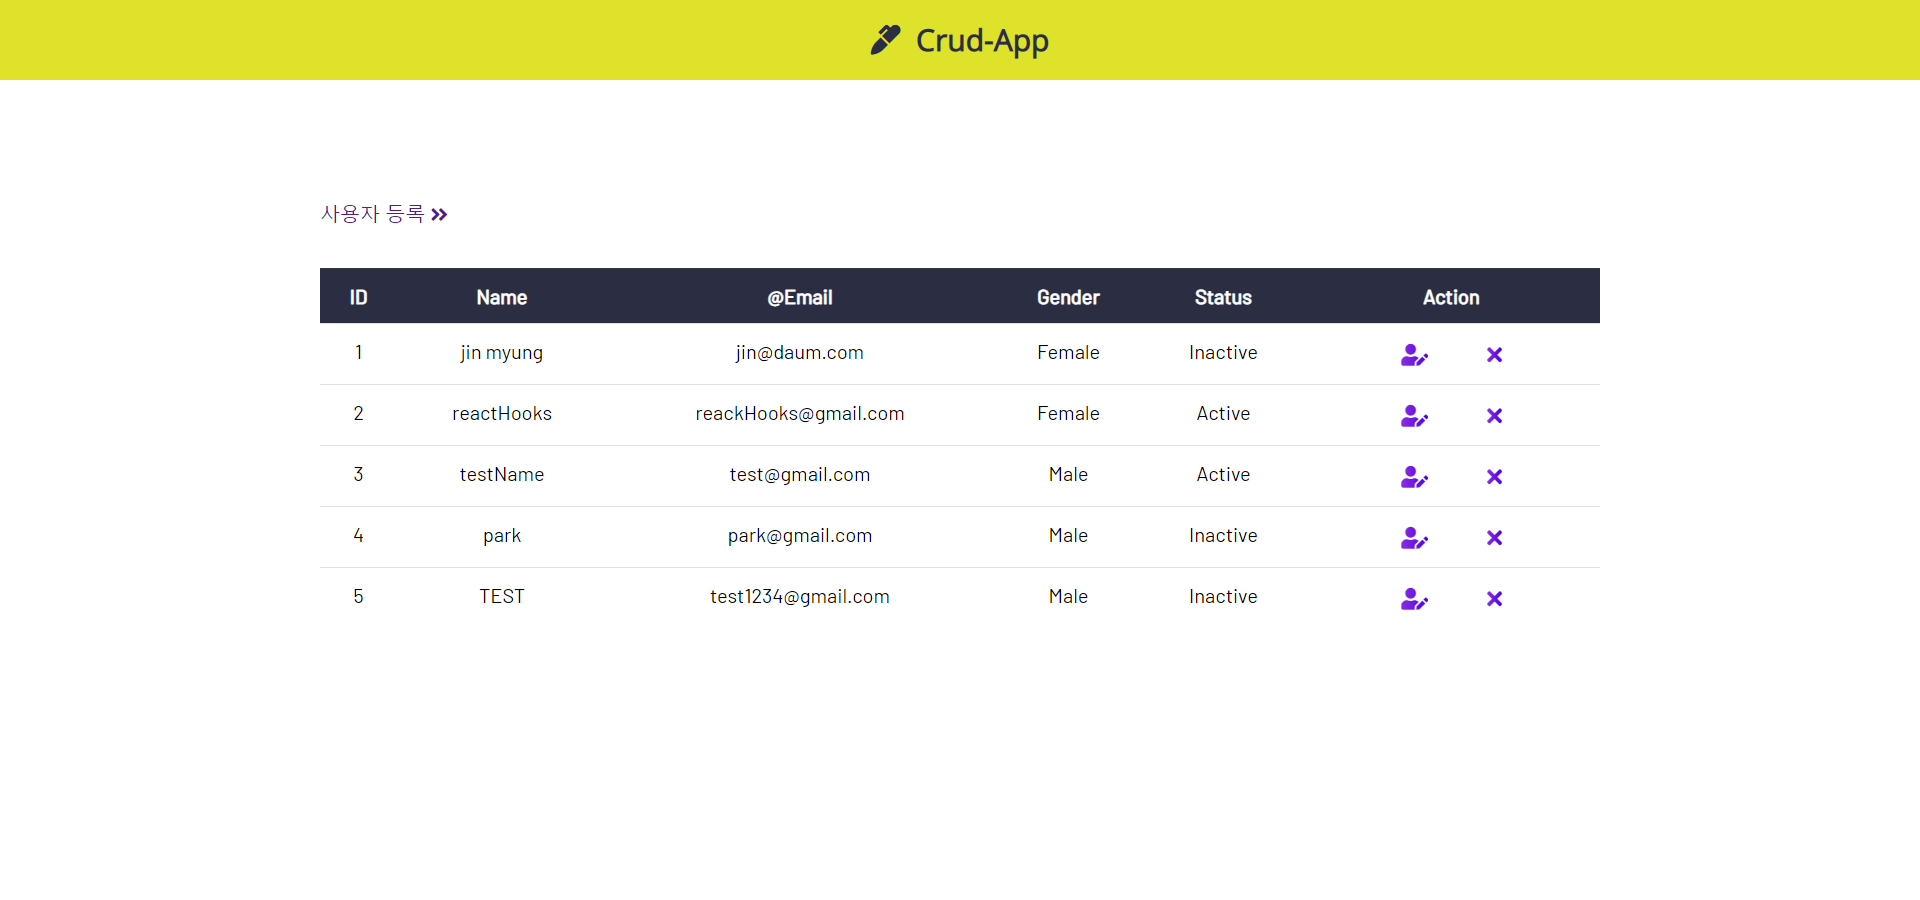 Crud-App
사용자 등록
ID Name @Email Gender Status Action
1 jin myung jin@daum.com Female Inactive
2 reactHooks reackHooks@gmail.com Female Active
3 testName test@gmail.com Male Active
4 park park@gmail.com Male Inactive
5 TEST test1234@gmail.com Male Inactive